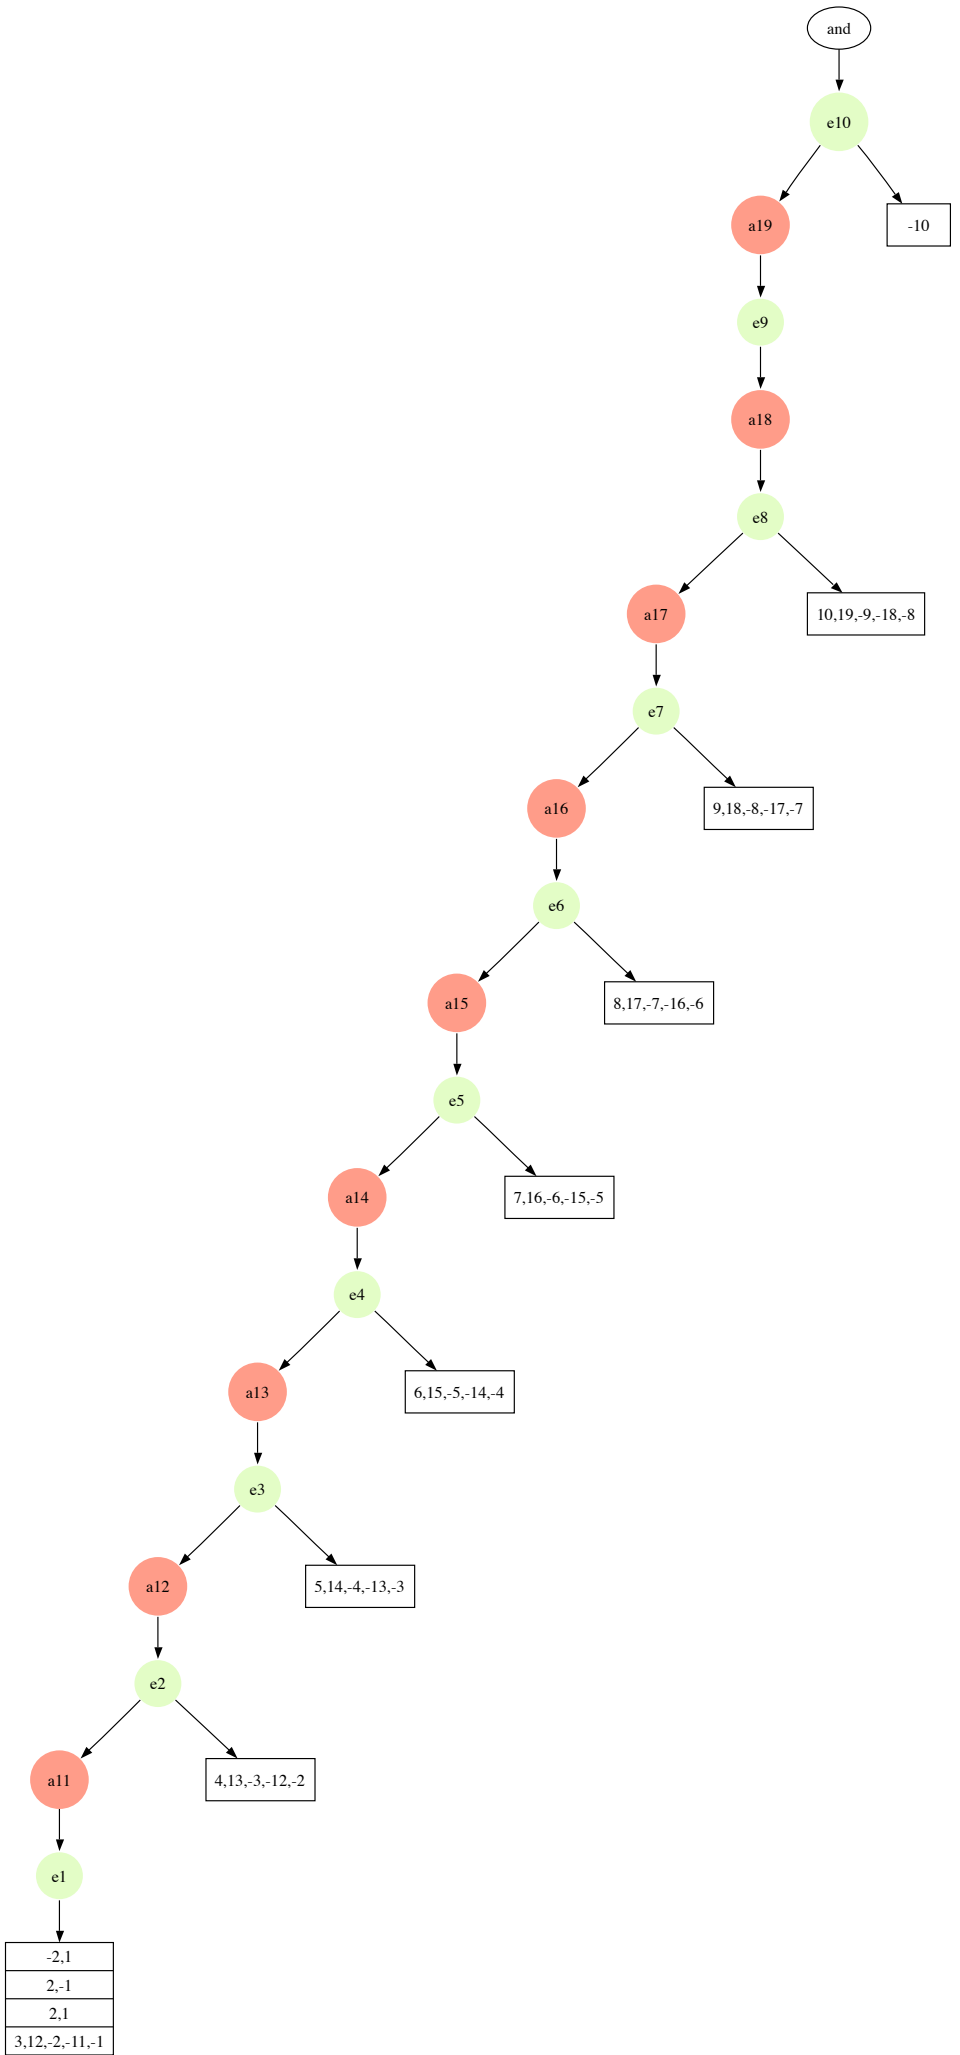 and
e10
a19
-10
e9
a18
e8
a17
10,19,-9,-18,-8
e7
a16
9,18,-8,-17,-7
e6
a15
8,17,-7,-16,-6
e5
a14
7,16,-6,-15,-5
e4
a13
6,15,-5,-14,-4
e3
a12
5,14,-4,-13,-3
e2
a11
4,13,-3,-12,-2
e1
-2,1
2,-1
2,1
3,12,-2,-11,-1